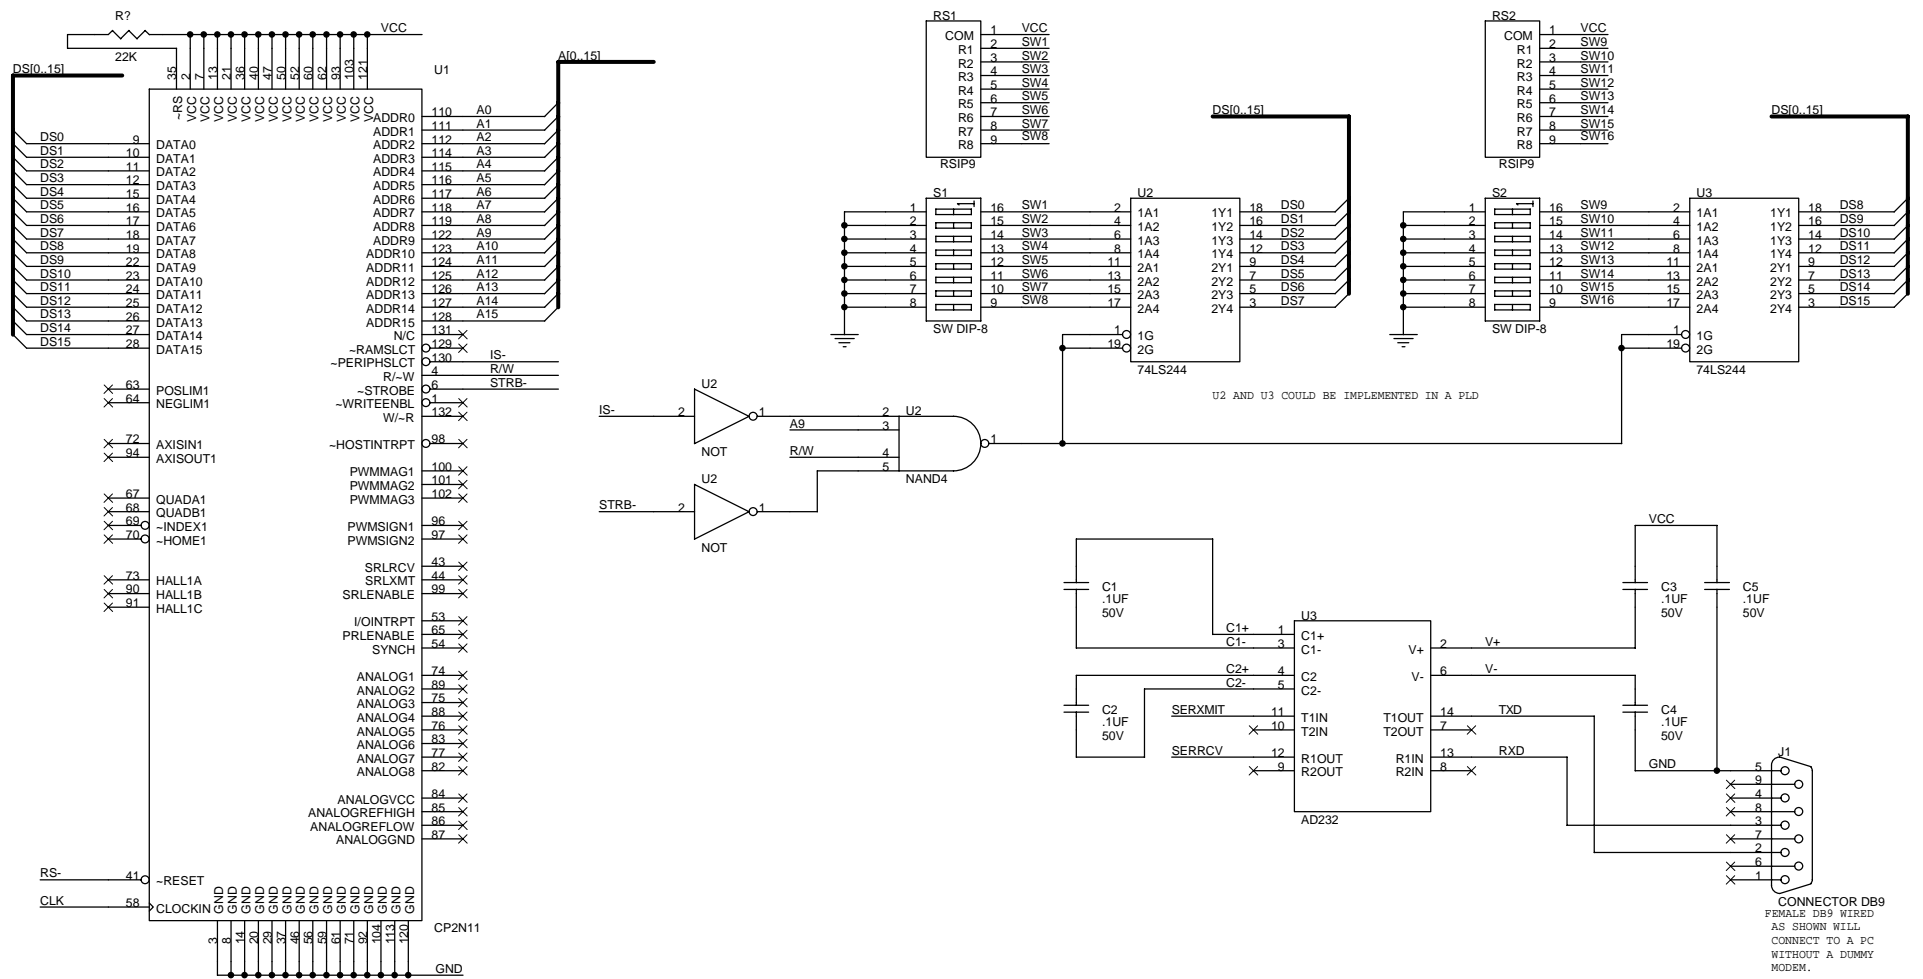 R?
22K
VCC
DS[0..15]
A[0..15]
U1
35 2 7 13 21 36 40 47 50 52 60 62 93 103 121
~RS VCC VCC VCC VCC VCC VCC VCC VCC VCC VCC VCC VCC VCC VCC
DS0 9 DATA0
DS1 10 DATA1
DS2 11 DATA2
DS3 12 DATA3
DS4 15 DATA4
DS5 16 DATA5
DS6 17 DATA6
DS7 18 DATA7
DS8 19 DATA8
DS9 22 DATA9
DS10 23 DATA10
DS11 24 DATA11
DS12 25 DATA12
DS13 26 DATA13
DS14 27 DATA14
DS15 28 DATA15
63 POSLIM1
64 NEGLIM1
72 AXISIN1
94 AXISOUT1
67 QUADA1
68 QUADB1
69 ~INDEX1
70 ~HOME1
73 HALL1A
90 HALL1B
91 HALL1C
RS- 41 ~RESET
CLK 58 CLOCKIN
ADDR0 110 A0
ADDR1 111 A1
ADDR2 112 A2
ADDR3 114 A3
ADDR4 115 A4
ADDR5 116 A5
ADDR6 117 A6
ADDR7 118 A7
ADDR8 119 A8
ADDR9 122 A9
ADDR10 123 A10
ADDR11 124 A11
ADDR12 125 A12
ADDR13 126 A13
ADDR14 127 A14
ADDR15 128 A15
N/C 131
~RAMSLCT 129
~PERIPHSLCT 130 IS-
R/~W 4 R/W
~STROBE 6 STRB-
~WRITEENBL 1
W/~R 132
~HOSTINTRPT 98
PWMMAG1 100
PWMMAG2 101
PWMMAG3 102
PWMSIGN1 96
PWMSIGN2 97
SRLRCV 43
SRLXMT 44
SRLENABLE 99
I/OINTRPT 53
PRLENABLE 65
SYNCH 54
ANALOG1 74
ANALOG2 89
ANALOG3 75
ANALOG4 88
ANALOG5 76
ANALOG6 83
ANALOG7 77
ANALOG8 82
ANALOGVCC 84
ANALOGREFHIGH 85
ANALOGREFLOW 86
ANALOGGND 87
GND GND GND GND GND GND GND GND GND GND GND GND GND GND GND
3 8 14 20 29 37 46 56 59 61 71 92 104 113 120
CP2N11
GND
RS1
COM 1 VCC
R1 2 SW1
R2 3 SW2
R3 4 SW3
R4 5 SW4
R5 6 SW5
R6 7 SW6
R7 8 SW7
R8 9 SW8
RSIP9
DS[0..15]
S1
1 16 SW1
2 15 SW2
3 14 SW3
4 13 SW4
5 12 SW5
6 11 SW6
7 10 SW7
8 9 SW8
SW DIP-8
U2
2 1A1 1Y1 18 DS0
4 1A2 1Y2 16 DS1
6 1A3 1Y3 14 DS2
8 1A4 1Y4 12 DS3
11 2A1 2Y1 9 DS4
13 2A2 2Y2 7 DS5
15 2A3 2Y3 5 DS6
17 2A4 2Y4 3 DS7
1 1G
19 2G
74LS244
RS2
COM 1 VCC
R1 2 SW9
R2 3 SW10
R3 4 SW11
R4 5 SW12
R5 6 SW13
R6 7 SW14
R7 8 SW15
R8 9 SW16
RSIP9
DS[0..15]
S2
1 16 SW9
2 15 SW10
3 14 SW11
4 13 SW12
5 12 SW13
6 11 SW14
7 10 SW15
8 9 SW16
SW DIP-8
U3
2 1A1 1Y1 18 DS8
4 1A2 1Y2 16 DS9
6 1A3 1Y3 14 DS10
8 1A4 1Y4 12 DS11
11 2A1 2Y1 9 DS12
13 2A2 2Y2 7 DS13
15 2A3 2Y3 5 DS14
17 2A4 2Y4 3 DS15
1 1G
19 2G
74LS244
U2 AND U3 COULD BE IMPLEMENTED IN A PLD
U2
IS- 2 1
NOT
U2
STRB- 2 1
NOT
U2
2
A9 3
R/W 4
5
1
NAND4
C1
.1UF
50V
C2
.1UF
50V
U3
C1+ 1 C1+
C1- 3 C1-
C2+ 4 C2
C2- 5 C2-
SERXMIT 11 T1IN
10 T2IN
SERRCV 12 R1OUT
9 R2OUT
V+ 2 V+
V- 6 V-
T1OUT 14 TXD
T2OUT 7
R1IN 13 RXD
R2IN 8
AD232
VCC
C3
.1UF
50V
C5
.1UF
50V
C4
.1UF
50V
GND
J1
5
9
4
8
3
7
2
6
1
CONNECTOR DB9
FEMALE DB9 WIRED
AS SHOWN WILL
CONNECT TO A PC
WITHOUT A DUMMY
MODEM.